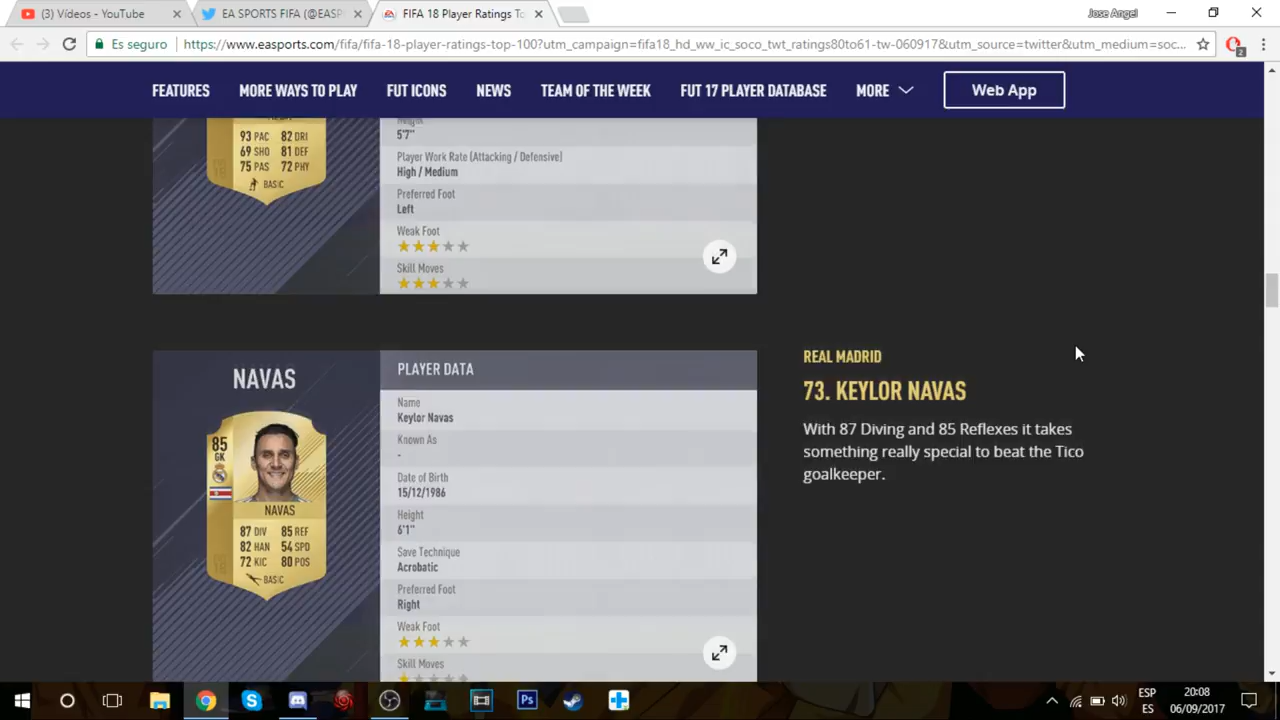 (3) Vídeos - YouTube
EA SPORTS FIFA (@EASP
FIFA 18 Player Ratings To
Jose Angel
Es seguro
https://www.easports.com/fifa/fifa-18-player-ratings-top-100?utm_campaign=fifa18_hd_ww_ic_soco_twt_ratings80to61-tw-060917&utm_source=twitter&utm_medium=soc...
2
FEATURES
MORE WAYS TO PLAY
FUT ICONS
NEWS
TEAM OF THE WEEK
FUT 17 PLAYER DATABASE
MORE
Web App
93 PAC 82 DRI
69 SHO 81 DEF
75 PAS 72 PHY
BASIC
Height
5'7"
Player Work Rate (Attacking / Defensive)
High / Medium
Preferred Foot
Left
Weak Foot
Skill Moves
NAVAS
85
GK
NAVAS
87 DIV 85 REF
82 HAN 54 SPD
72 KIC 80 POS
BASIC
PLAYER DATA
Name
Keylor Navas
Known As
-
Date of Birth
15/12/1986
Height
6'1"
Save Technique
Acrobatic
Preferred Foot
Right
Weak Foot
Skill Moves
REAL MADRID
73. KEYLOR NAVAS
With 87 Diving and 85 Reflexes it takes
something really special to beat the Tico
goalkeeper.
Ps
ESP
ES
20:08
06/09/2017